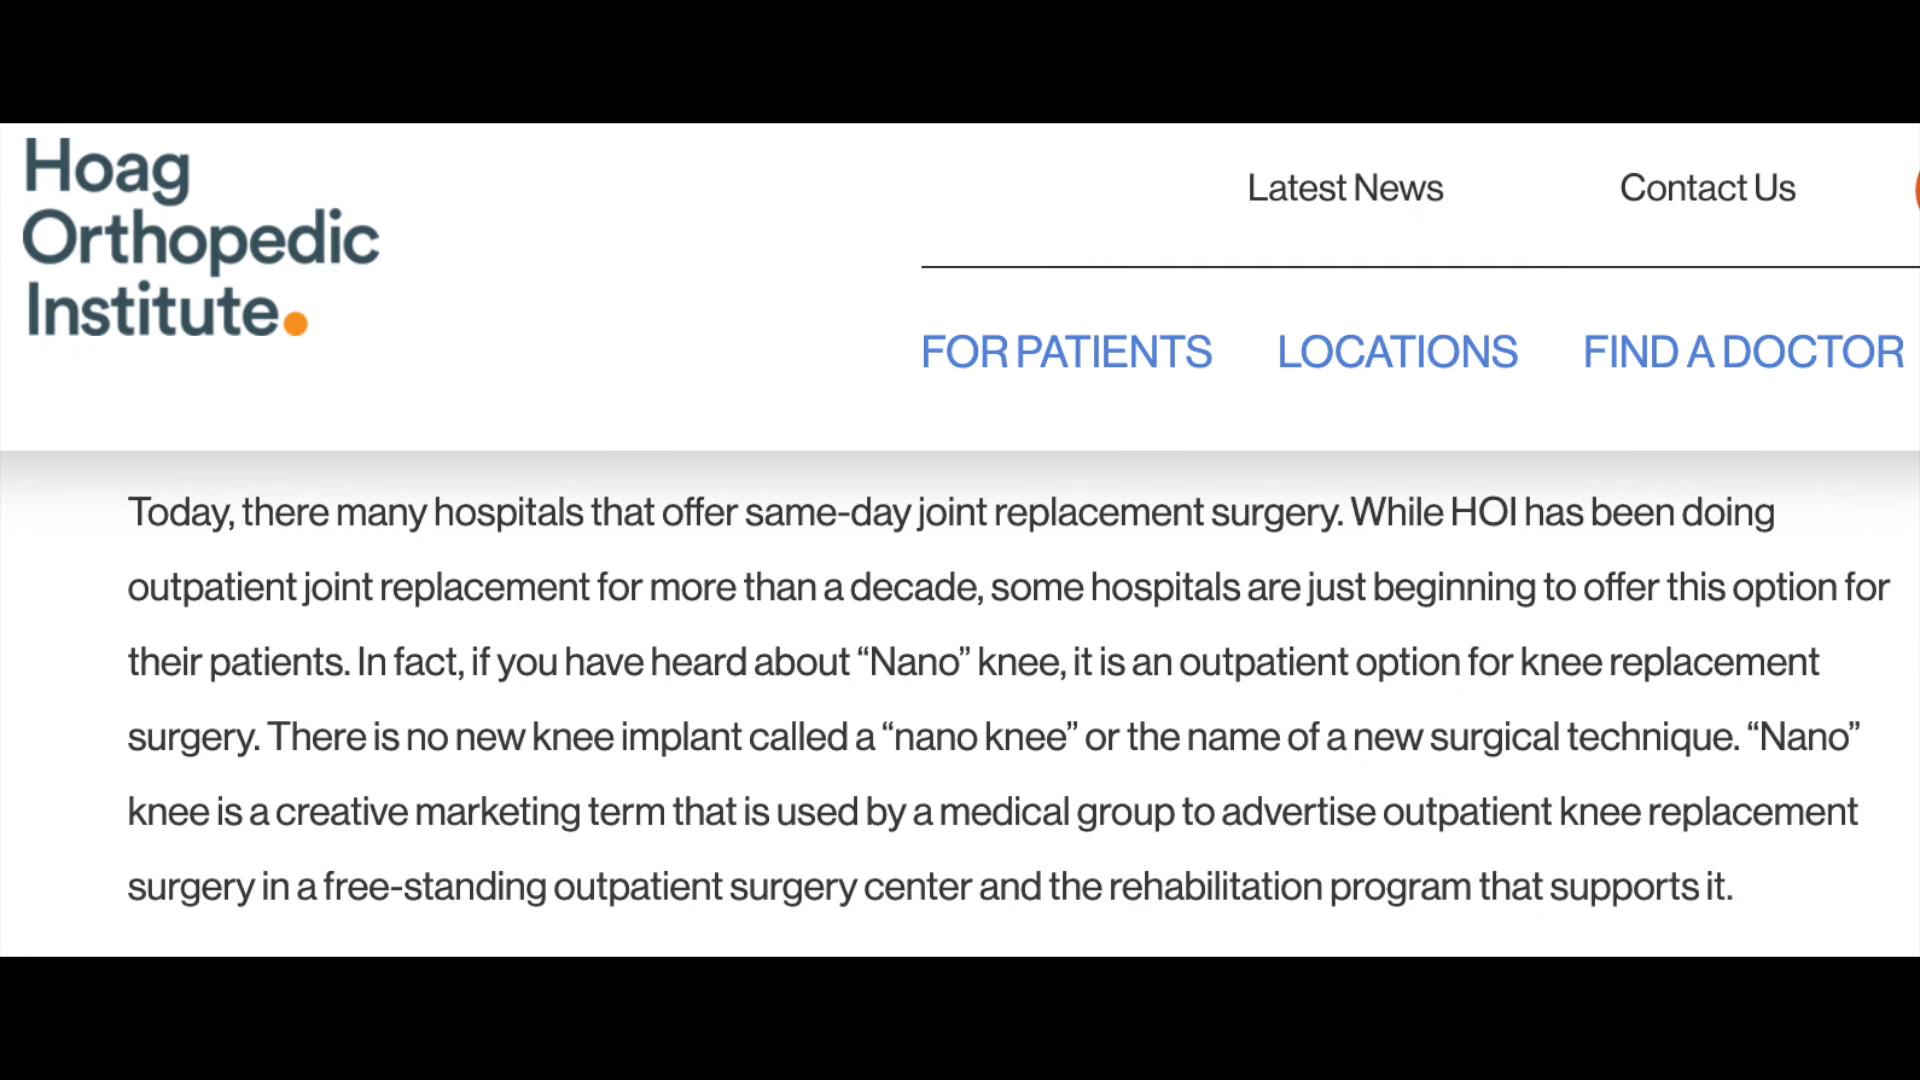 Hoag
Orthopedic
Institute.
Latest News
Contact Us
FOR PATIENTS
LOCATIONS
FIND A DOCTOR
Today, there many hospitals that offer same-day joint replacement surgery. While HOI has been doing
outpatient joint replacement for more than a decade, some hospitals are just beginning to offer this option for
their patients. In fact, if you have heard about “Nano” knee, it is an outpatient option for knee replacement
surgery. There is no new knee implant called a “nano knee” or the name of a new surgical technique. “Nano”
knee is a creative marketing term that is used by a medical group to advertise outpatient knee replacement
surgery in a free-standing outpatient surgery center and the rehabilitation program that supports it.